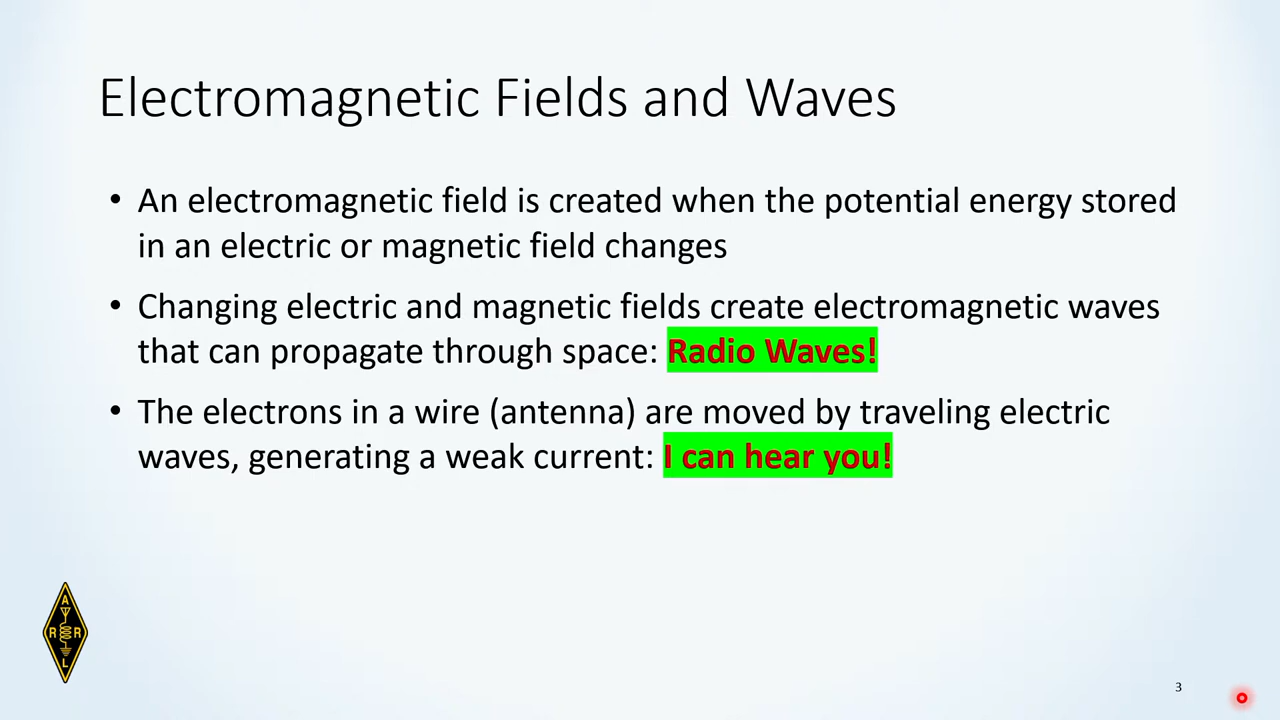 Electromagnetic Fields and Waves
• An electromagnetic field is created when the potential energy stored
in an electric or magnetic field changes
• Changing electric and magnetic fields create electromagnetic waves
that can propagate through space: Radio Waves!
• The electrons in a wire (antenna) are moved by traveling electric
waves, generating a weak current: I can hear you!
A
R R
L
3